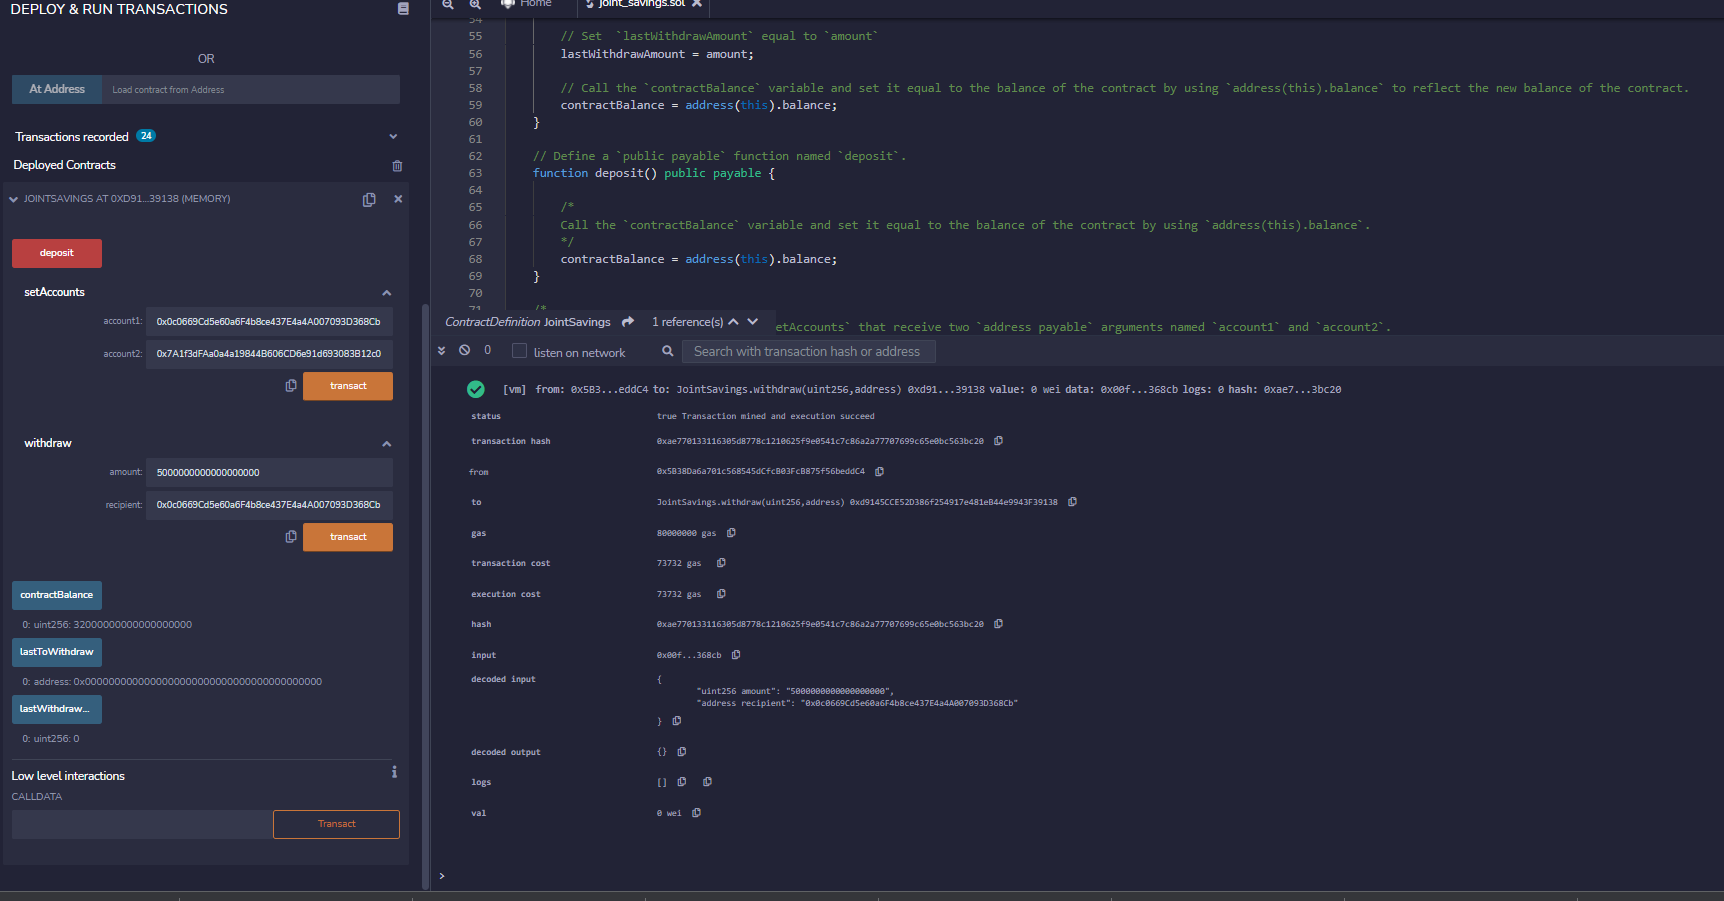 DEPLOY & RUN TRANSACTIONS
OR
At Address
Load contract from Address
Transactions recorded 24
Deployed Contracts
JOINTSAVINGS AT 0XD91...39138 (MEMORY)
deposit
setAccounts
account1: 0x0c0669Cd5e60a6F4b8ce437E4a4A007093D368Cb
account2: 0x7A1f3dFAa0a4a19844B606CD6e91d693083B12c0
transact
withdraw
amount: 5000000000000000000
recipient: 0x0c0669Cd5e60a6F4b8ce437E4a4A007093D368Cb
transact
contractBalance
0: uint256: 32000000000000000000
lastToWithdraw
0: address: 0x0000000000000000000000000000000000000000
lastWithdraw...
0: uint256: 0
Low level interactions
CALLDATA
Transact
Home
joint_savings.sol
54
55 // Set  `lastWithdrawAmount` equal to `amount`
56 lastWithdrawAmount = amount;
57
58 // Call the `contractBalance` variable and set it equal to the balance of the contract by using `address(this).balance` to reflect the new balance of the contract.
59 contractBalance = address(this).balance;
60 }
61
62 // Define a `public payable` function named `deposit`.
63 function deposit() public payable {
64
65 /*
66 Call the `contractBalance` variable and set it equal to the balance of the contract by using `address(this).balance`.
67 */
68 contractBalance = address(this).balance;
69 }
70
71 /*
ContractDefinition JointSavings 1 reference(s)
etAccounts` that receive two `address payable` arguments named `account1` and `account2`.
0
listen on network
Search with transaction hash or address
[vm] from: 0x5B3...eddC4 to: JointSavings.withdraw(uint256,address) 0xd91...39138 value: 0 wei data: 0x00f...368cb logs: 0 hash: 0xae7...3bc20
status true Transaction mined and execution succeed
transaction hash 0xae770133116305d8778c1210625f9e0541c7c86a2a77707699c65e0bc563bc20
from 0x5B38Da6a701c568545dCfcB03FcB875f56beddC4
to JointSavings.withdraw(uint256,address) 0xd9145CCE52D386f254917e481eB44e9943F39138
gas 80000000 gas
transaction cost 73732 gas
execution cost 73732 gas
hash 0xae770133116305d8778c1210625f9e0541c7c86a2a77707699c65e0bc563bc20
input 0x00f...368cb
decoded input {
"uint256 amount": "5000000000000000000",
"address recipient": "0x0c0669Cd5e60a6F4b8ce437E4a4A007093D368Cb"
}
decoded output {}
logs []
val 0 wei
>